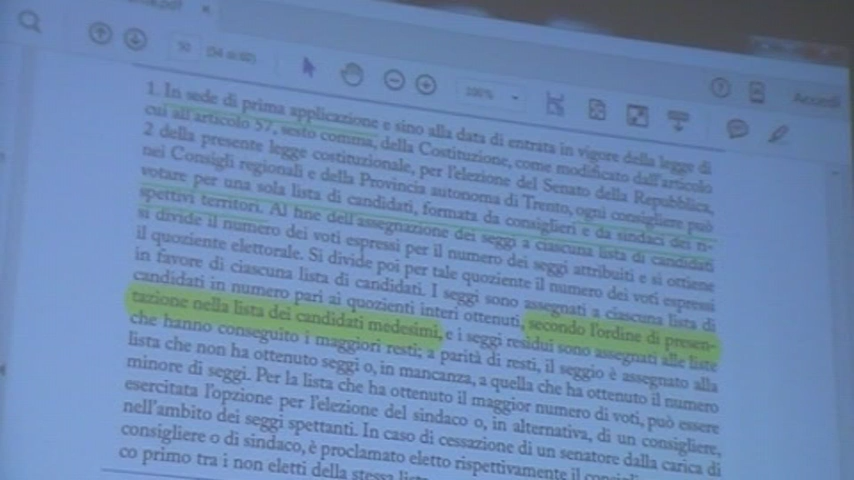 .pdf
50 (54 di 60)
100%
Accedi
1. In sede di prima applicazione e sino alla data di entrata in vigore della legge di
cui all'articolo 57, sesto comma, della Costituzione, come modificato dall'articolo
2 della presente legge costituzionale, per l'elezione del Senato della Repubblica,
nei Consigli regionali e della Provincia autonoma di Trento, ogni consigliere può
votare per una sola lista di candidati, formata da consiglieri e da sindaci dei ri-
spettivi territori. Al fine dell'assegnazione dei seggi a ciascuna lista di candidati
si divide il numero dei voti espressi per il numero dei seggi attribuiti e si ottiene
il quoziente elettorale. Si divide poi per tale quoziente il numero dei voti espressi
in favore di ciascuna lista di candidati. I seggi sono assegnati a ciascuna lista di
candidati in numero pari ai quozienti interi ottenuti, secondo l'ordine di presen-
tazione nella lista dei candidati medesimi, e i seggi residui sono assegnati alle liste
che hanno conseguito i maggiori resti; a parità di resti, il seggio è assegnato alla
lista che non ha ottenuto seggi o, in mancanza, a quella che ha ottenuto il numero
minore di seggi. Per la lista che ha ottenuto il maggior numero di voti, può essere
esercitata l'opzione per l'elezione del sindaco o, in alternativa, di un consigliere,
nell'ambito dei seggi spettanti. In caso di cessazione di un senatore dalla carica di
consigliere o di sindaco, è proclamato eletto rispettivamente il
co primo tra i non eletti della stessa